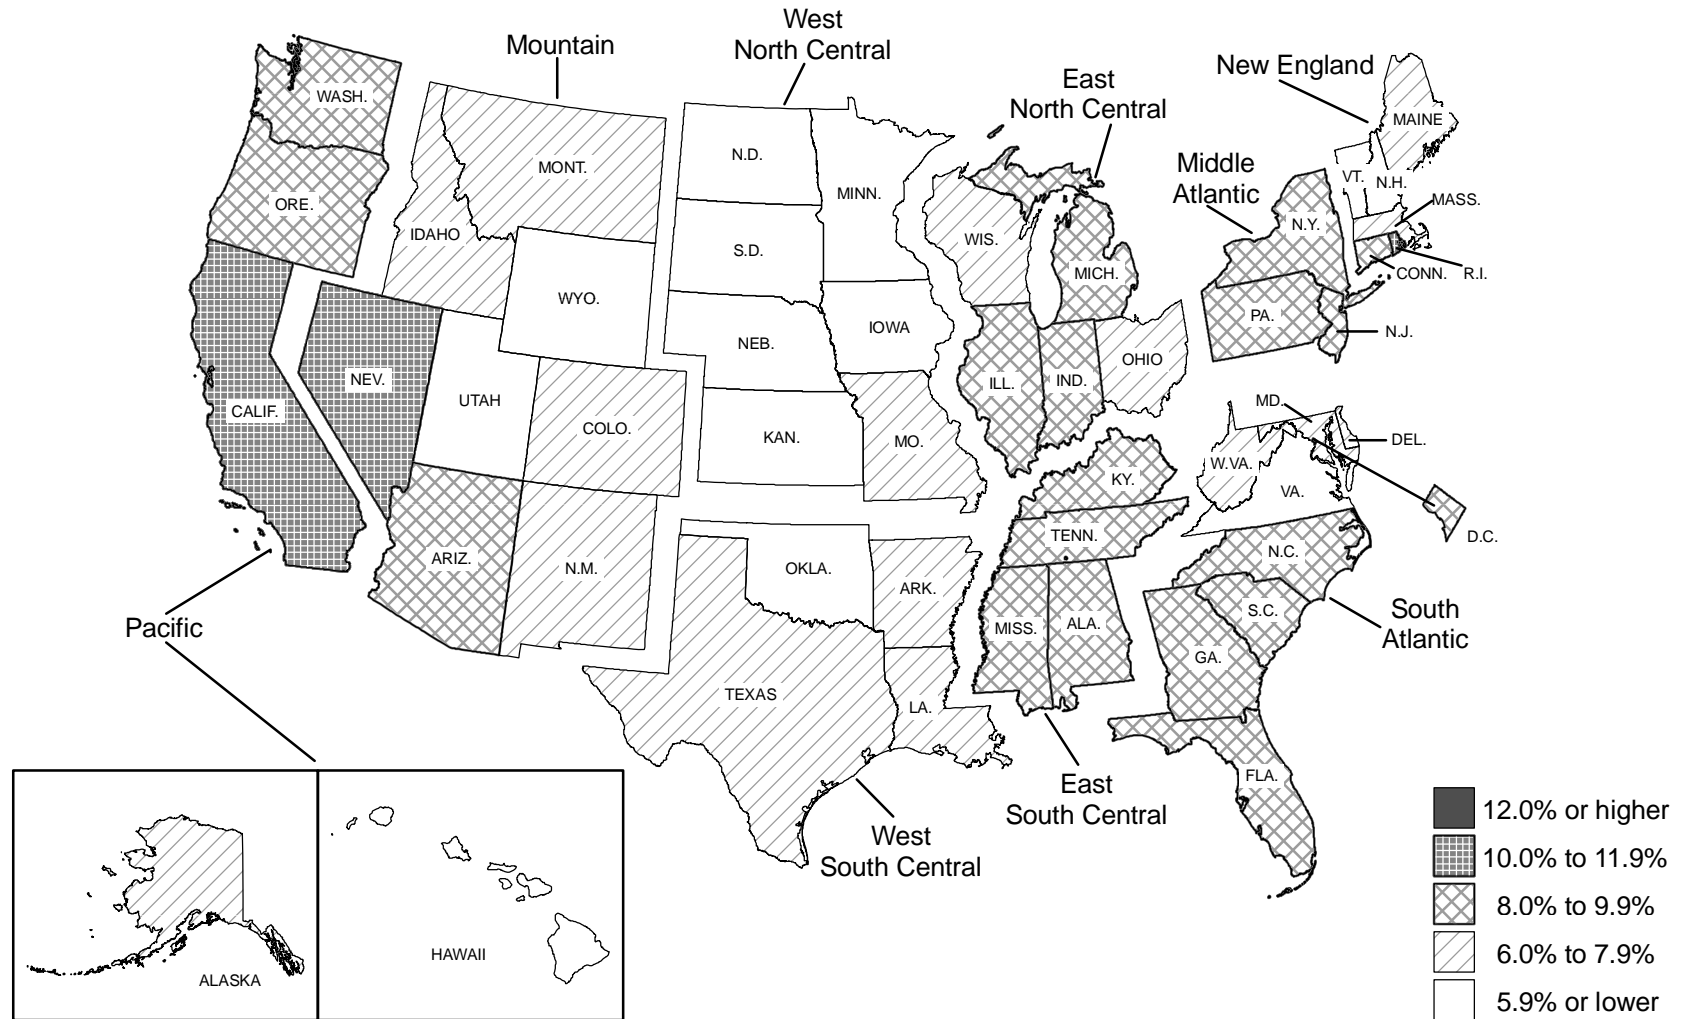 West
North Central
Mountain
East
North Central
New England
Middle
Atlantic
WASH.
MONT.
N.D.
MINN.
MAINE
VT.
N.H.
MASS.
ORE.
IDAHO
S.D.
WIS.
MICH.
N.Y.
CONN.
R.I.
WYO.
NEB.
IOWA
PA.
N.J.
NEV.
CALIF.
UTAH
COLO.
KAN.
MO.
ILL.
IND.
OHIO
MD.
DEL.
W.VA.
VA.
KY.
D.C.
ARIZ.
N.M.
OKLA.
ARK.
TENN.
N.C.
S.C.
South
Atlantic
Pacific
MISS.
ALA.
GA.
TEXAS
LA.
FLA.
East
South Central
West
South Central
ALASKA
HAWAII
12.0% or higher
10.0% to 11.9%
8.0% to 9.9%
6.0% to 7.9%
5.9% or lower